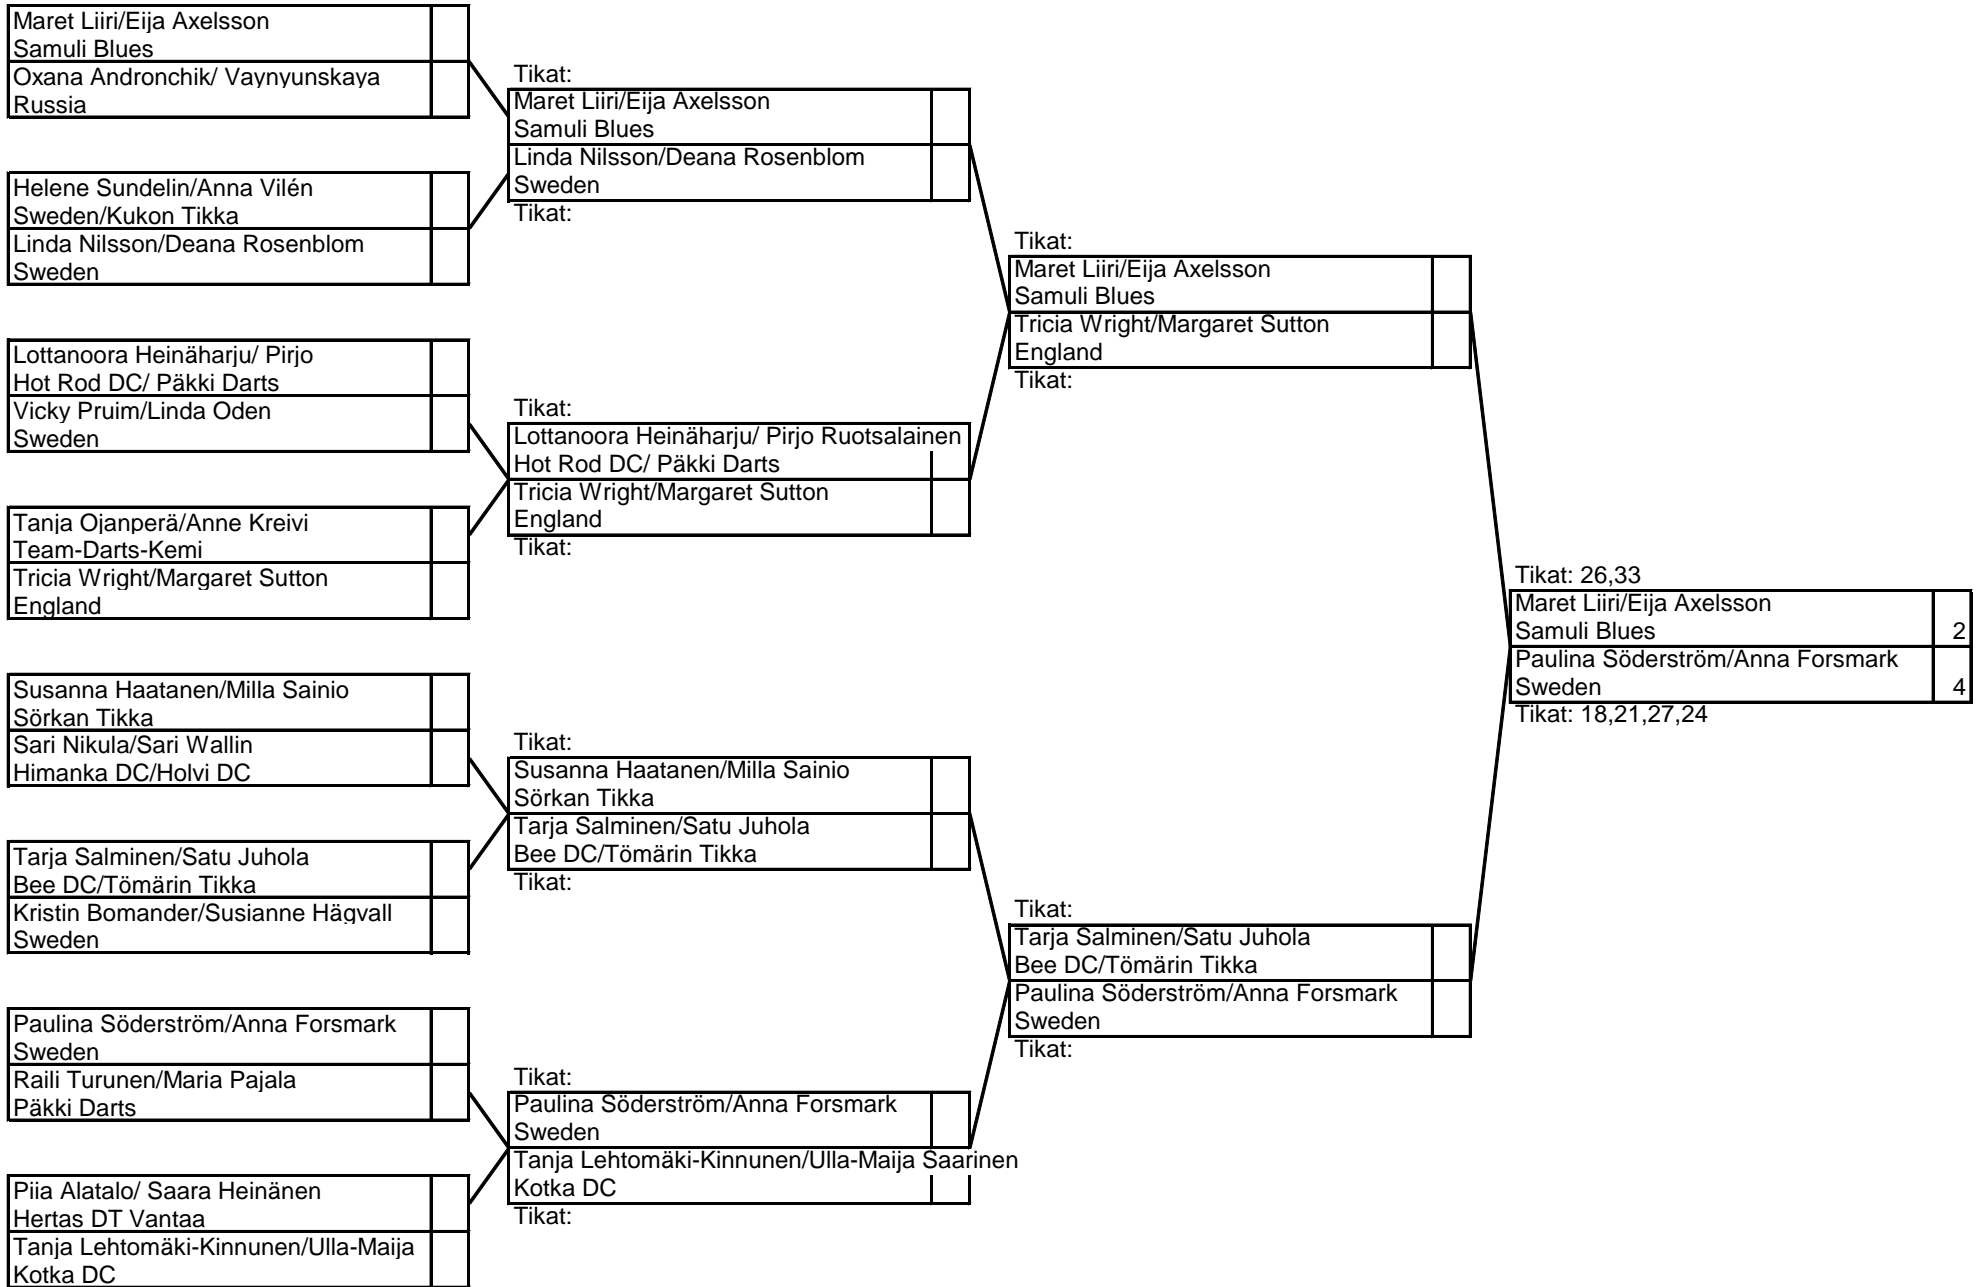 Maret Liiri/Eija Axelsson
Samuli Blues
Oxana Andronchik/ Vaynyunskaya
Russia
Helene Sundelin/Anna Vilén
Sweden/Kukon Tikka
Linda Nilsson/Deana Rosenblom
Sweden
Lottanoora Heinäharju/ Pirjo
Hot Rod DC/ Päkki Darts
Vicky Pruim/Linda Oden
Sweden
Tanja Ojanperä/Anne Kreivi
Team-Darts-Kemi
Tricia Wright/Margaret Sutton
England
Susanna Haatanen/Milla Sainio
Sörkan Tikka
Sari Nikula/Sari Wallin
Himanka DC/Holvi DC
Tarja Salminen/Satu Juhola
Bee DC/Tömärin Tikka
Kristin Bomander/Susianne Hägvall
Sweden
Paulina Söderström/Anna Forsmark
Sweden
Raili Turunen/Maria Pajala
Päkki Darts
Piia Alatalo/ Saara Heinänen
Hertas DT Vantaa
Tanja Lehtomäki-Kinnunen/Ulla-Maija
Kotka DC
Tikat:
Maret Liiri/Eija Axelsson
Samuli Blues
Linda Nilsson/Deana Rosenblom
Sweden
Tikat:
Tikat:
Lottanoora Heinäharju/ Pirjo Ruotsalainen
Hot Rod DC/ Päkki Darts
Tricia Wright/Margaret Sutton
England
Tikat:
Tikat:
Susanna Haatanen/Milla Sainio
Sörkan Tikka
Tarja Salminen/Satu Juhola
Bee DC/Tömärin Tikka
Tikat:
Tikat:
Paulina Söderström/Anna Forsmark
Sweden
Tanja Lehtomäki-Kinnunen/Ulla-Maija Saarinen
Kotka DC
Tikat:
Tikat:
Maret Liiri/Eija Axelsson
Samuli Blues
Tricia Wright/Margaret Sutton
England
Tikat:
Tikat:
Tarja Salminen/Satu Juhola
Bee DC/Tömärin Tikka
Paulina Söderström/Anna Forsmark
Sweden
Tikat:
Tikat: 26,33
Maret Liiri/Eija Axelsson
Samuli Blues 2
Paulina Söderström/Anna Forsmark
Sweden 4
Tikat: 18,21,27,24